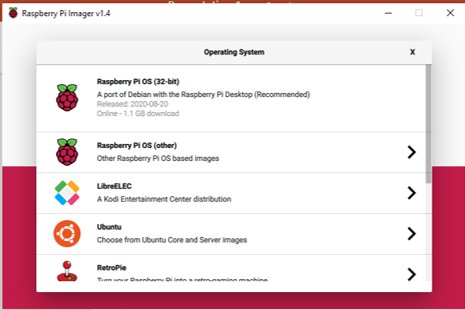 Raspberry Pi Imager v1.4
Operating System
X
Raspberry Pi OS (32-bit)
A port of Debian with the Raspberry Pi Desktop (Recommended)
Released: 2020-08-20
Online - 1.1 GB download
Raspberry Pi OS (other)
Other Raspberry Pi OS based images
LibreELEC
A Kodi Entertainment Center distribution
Ubuntu
Choose from Ubuntu Core and Server images
RetroPie
Turn your Raspberry Pi into a retro-gaming machine